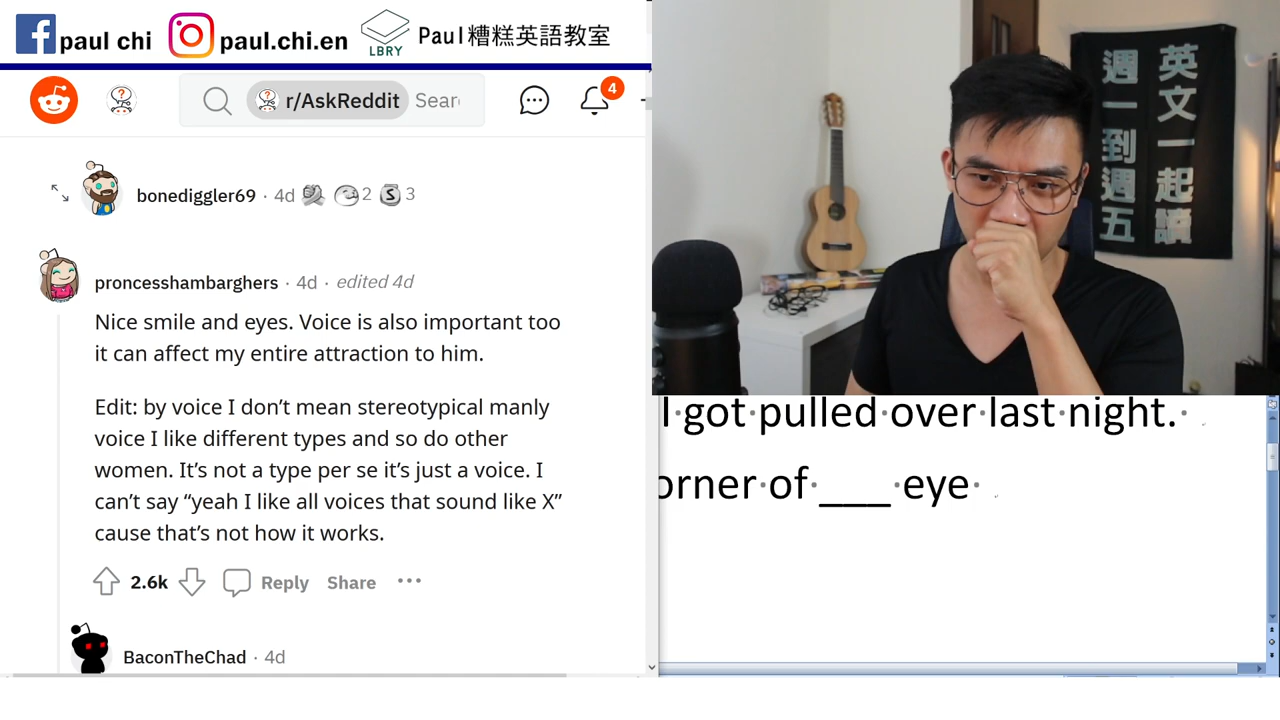 paul chi
paul.chi.en
LBRY
Paul糟糕英語教室
r/AskReddit
Sear
4
bonediggler69 · 4d 2 S 3
proncesshambarghers · 4d · edited 4d
Nice smile and eyes. Voice is also important too
it can affect my entire attraction to him.
Edit: by voice I don’t mean stereotypical manly
voice I like different types and so do other
women. It’s not a type per se it’s just a voice. I
can’t say “yeah I like all voices that sound like X”
cause that’s not how it works.
2.6k Reply Share
BaconTheChad · 4d
英文一起讀
週一到週五
I got pulled over last night.
orner of ___ eye